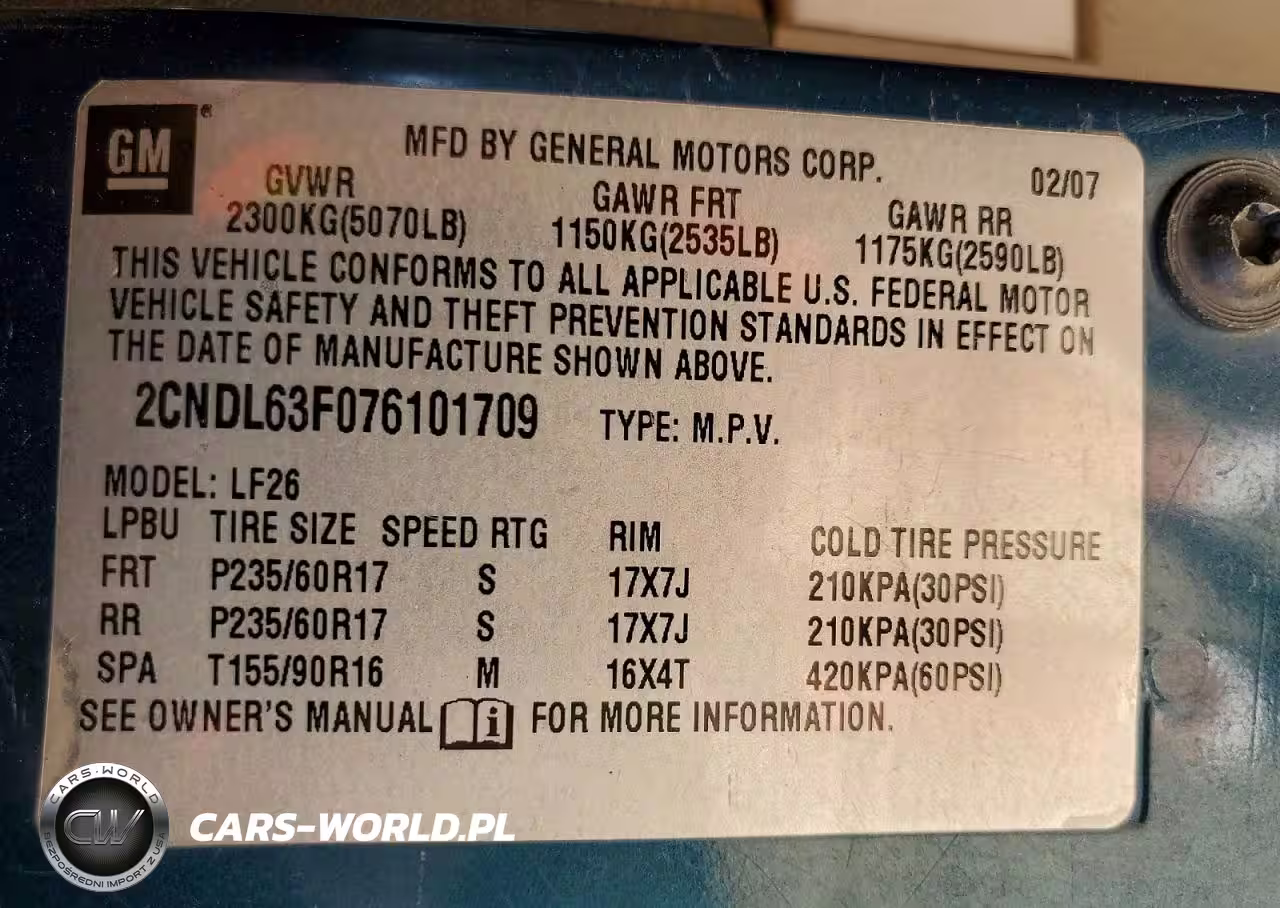 GM®
MFD BY GENERAL MOTORS CORP.
02/07
GVWR GAWR FRT GAWR RR
2300KG(5070LB) 1150KG(2535LB) 1175KG(2590LB)
THIS VEHICLE CONFORMS TO ALL APPLICABLE U.S. FEDERAL MOTOR
VEHICLE SAFETY AND THEFT PREVENTION STANDARDS IN EFFECT ON
THE DATE OF MANUFACTURE SHOWN ABOVE.
2CNDL63F076101709 TYPE: M.P.V.
MODEL: LF26
LPBU TIRE SIZE SPEED RTG RIM COLD TIRE PRESSURE
FRT P235/60R17 S 17X7J 210KPA(30PSI)
RR P235/60R17 S 17X7J 210KPA(30PSI)
SPA T155/90R16 M 16X4T 420KPA(60PSI)
SEE OWNER'S MANUAL i FOR MORE INFORMATION.
CARS-WORLD
CW
BEZPOŚREDNI IMPORT Z USA
CARS-WORLD.PL